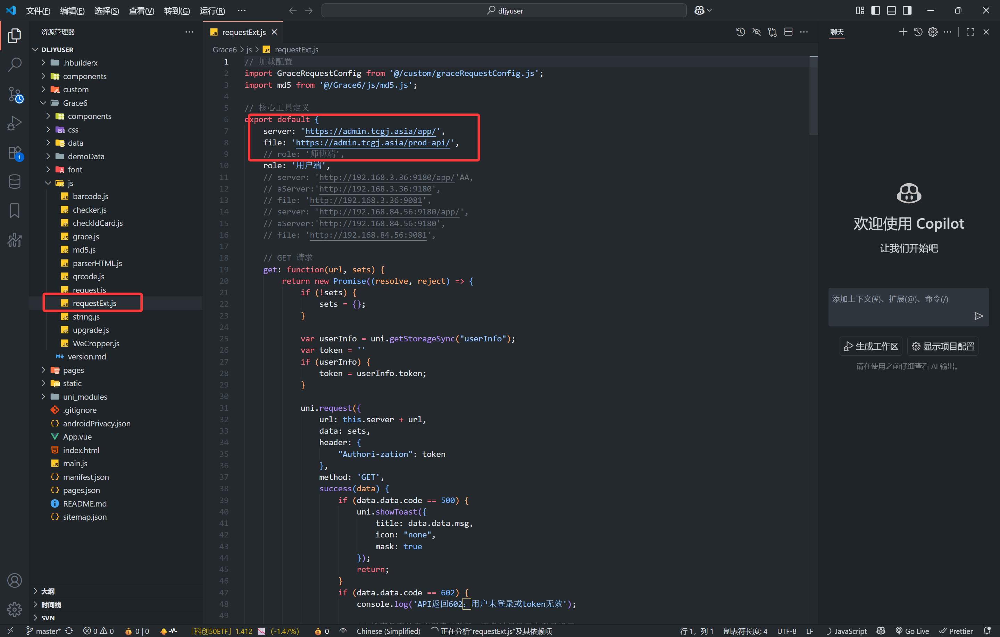 文件(F) 编辑(E) 选择(S) 查看(V) 转到(G) 运行(R) ··· dljyuser
资源管理器
DLJYUSER
.hbuilderx
components
custom
Grace6
components
css
data
demoData
font
js
barcode.js
checker.js
checkIdCard.js
grace.js
md5.js
parserHTML.js
qrcode.js
request.js
requestExt.js
string.js
upgrade.js
WeCropper.js
version.md
pages
static
uni_modules
.gitignore
androidPrivacy.json
App.vue
index.html
main.js
manifest.json
pages.json
README.md
sitemap.json
大纲
时间线
SVN
requestExt.js
Grace6 > js > requestExt.js
1 // 加载配置
2 import GraceRequestConfig from '@/custom/graceRequestConfig.js';
3 import md5 from '@/Grace6/js/md5.js';
4
5 // 核心工具定义
6 export default {
7 server: 'https://admin.tcgj.asia/app/',
8 file: 'https://admin.tcgj.asia/prod-api/',
9 // role: '师傅端',
10 role: '用户端',
11 // server: 'http://192.168.3.36:9180/app/'AA,
12 // aServer:'http://192.168.3.36:9180',
13 // file: 'http://192.168.3.36:9081',
14 // server: 'http://192.168.84.56:9180/app/',
15 // aServer:'http://192.168.84.56:9180',
16 // file: 'http://192.168.84.56:9081',
17
18 // GET 请求
19 get: function(url, sets) {
20 return new Promise((resolve, reject) => {
21 if (!sets) {
22 sets = {};
23 }
24
25 var userInfo = uni.getStorageSync("userInfo");
26 var token = ''
27 if (userInfo) {
28 token = userInfo.token;
29 }
30
31 uni.request({
32 url: this.server + url,
33 data: sets,
34 header: {
35 "Authori-zation": token
36 },
37 method: 'GET',
38 success(data) {
39 if (data.data.code == 500) {
40 uni.showToast({
41 title: data.data.msg,
42 icon: "none",
43 mask: true
44 });
45 return;
46 }
47 if (data.data.code == 602) {
48 console.log('API返回602：用户未登录或token无效');
49
聊天
欢迎使用 Copilot
让我们开始吧
添加上下文(#)、扩展(@)、命令(/)
生成工作区 显示项目配置
请在使用之前仔细查看 AI 输出。
master* 0 0 0 | 0 「科创50ETF」1.412 (-1.47%) 0 Chinese (Simplified) 正在分析“requestExt.js”及其依赖项 行 1，列 1 制表符长度: 4 UTF-8 LF JavaScript Go Live Prettier